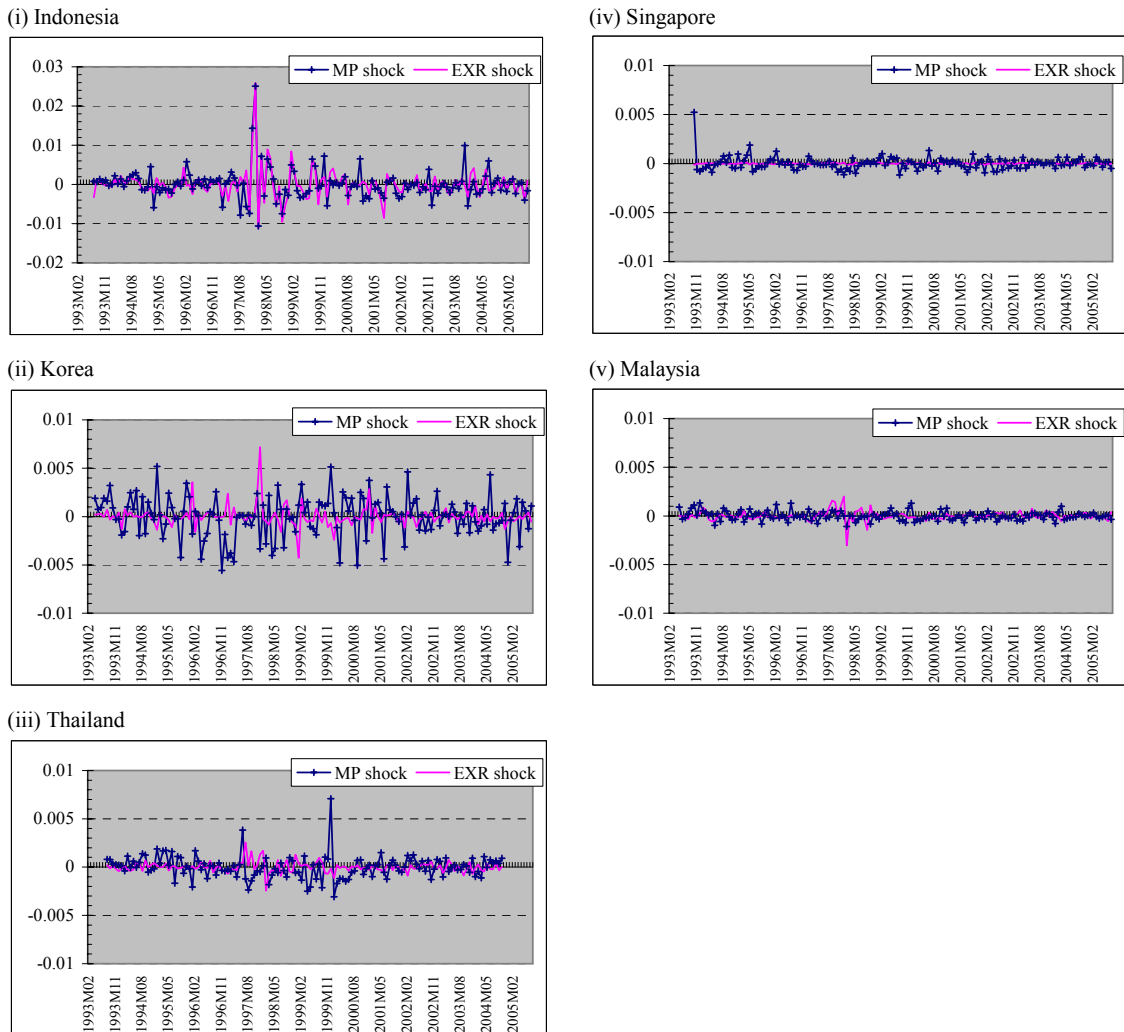 (i) Indonesia
MP shock EXR shock
0.03
0.02
0.01
0
-0.01
-0.02
1993M02 1993M11 1994M08 1995M05 1996M02 1996M11 1997M08 1998M05 1999M02 1999M11 2000M08 2001M05 2002M02 2002M11 2003M08 2004M05 2005M02
(iv) Singapore
MP shock EXR shock
0.01
0.005
0
-0.005
-0.01
1993M02 1993M11 1994M08 1995M05 1996M02 1996M11 1997M08 1998M05 1999M02 1999M11 2000M08 2001M05 2002M02 2002M11 2003M08 2004M05 2005M02
(ii) Korea
MP shock EXR shock
0.01
0.005
0
-0.005
-0.01
1993M02 1993M11 1994M08 1995M05 1996M02 1996M11 1997M08 1998M05 1999M02 1999M11 2000M08 2001M05 2002M02 2002M11 2003M08 2004M05 2005M02
(v) Malaysia
MP shock EXR shock
0.01
0.005
0
-0.005
-0.01
1993M02 1993M11 1994M08 1995M05 1996M02 1996M11 1997M08 1998M05 1999M02 1999M11 2000M08 2001M05 2002M02 2002M11 2003M08 2004M05 2005M02
(iii) Thailand
MP shock EXR shock
0.01
0.005
0
-0.005
-0.01
1993M02 1993M11 1994M08 1995M05 1996M02 1996M11 1997M08 1998M05 1999M02 1999M11 2000M08 2001M05 2002M02 2002M11 2003M08 2004M05 2005M02